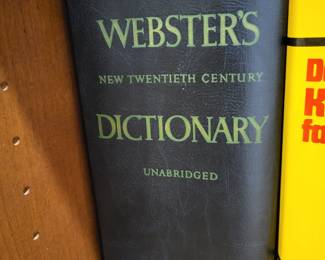 WEBSTER'S
NEW TWENTIETH CENTURY
DICTIONARY
UNABRIDGED